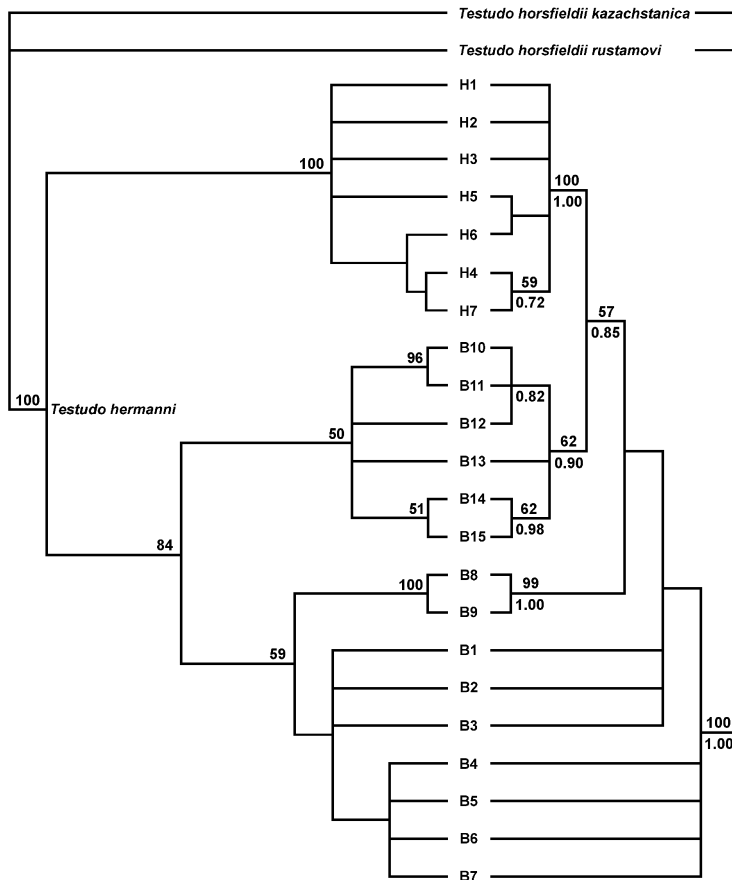 Testudo horsfieldii kazachstanica
Testudo horsfieldii rustamovi
H1
H2
H3
100
100
H5
1.00
H6
H4
59
H7
0.72
57
0.85
B10
96
B11
0.82
100
Testudo hermanni
B12
50
62
B13
0.90
B14
51
62
B15
0.98
84
B8
100
99
B9
1.00
B1
59
B2
B3
100
1.00
B4
B5
B6
B7